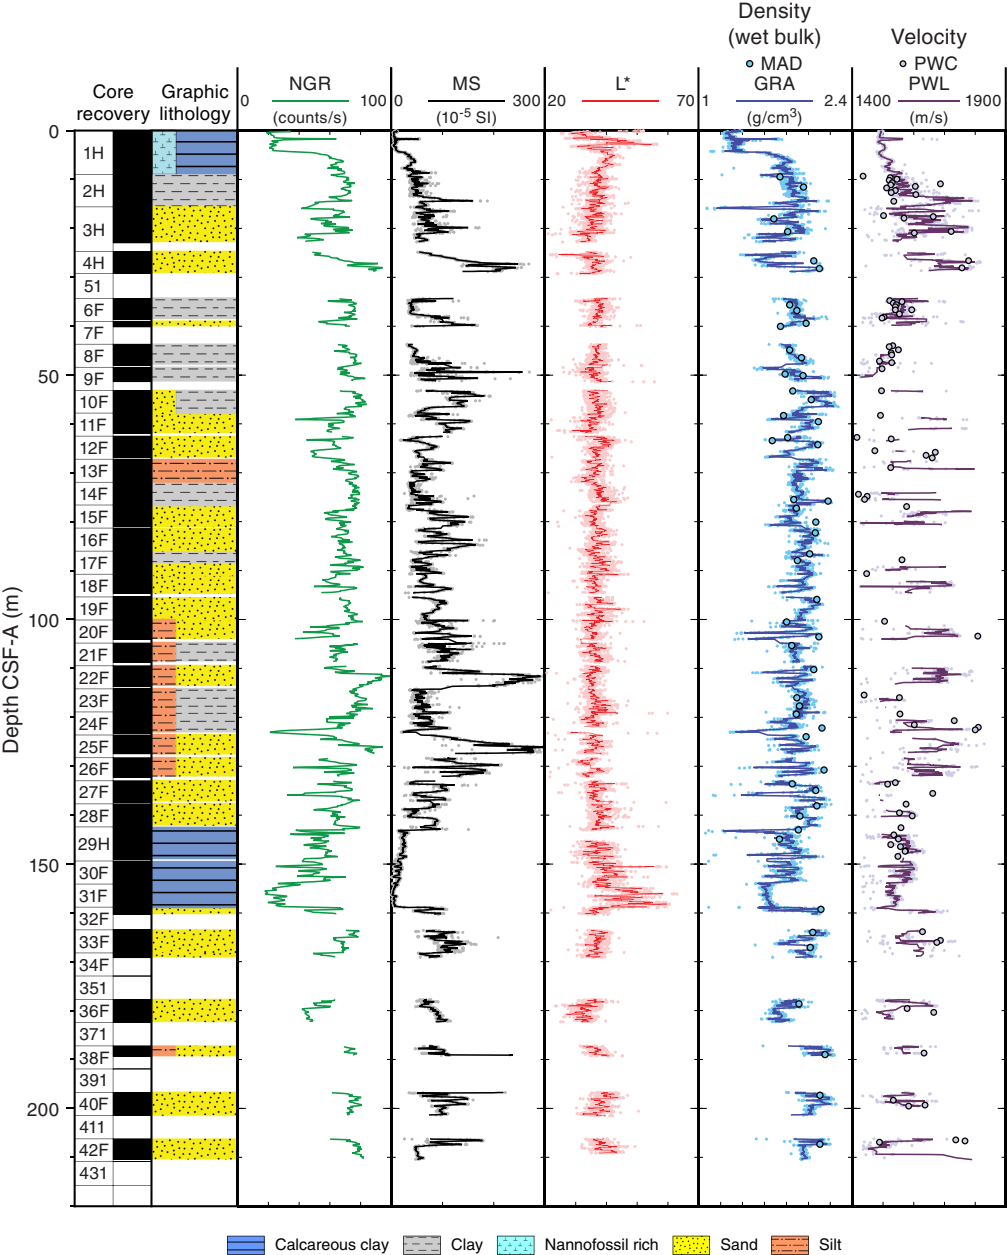 Density
(wet bulk)
Velocity
MAD
PWC
Core
recovery
Graphic
lithology
NGR
MS
L*
GRA
PWL
0
100
0
300
20
70
1
2.4
1400
1900
(counts/s)
(10-5 SI)
(g/cm3)
(m/s)
0
1H
2H
3H
4H
51
6F
7F
8F
50
9F
10F
11F
12F
13F
14F
15F
16F
17F
18F
19F
100
20F
21F
22F
23F
24F
25F
26F
27F
28F
29H
150
30F
31F
32F
33F
34F
351
36F
371
38F
391
200
40F
411
42F
431
Depth CSF-A (m)
Calcareous clay
Clay
Nannofossil rich
Sand
Silt